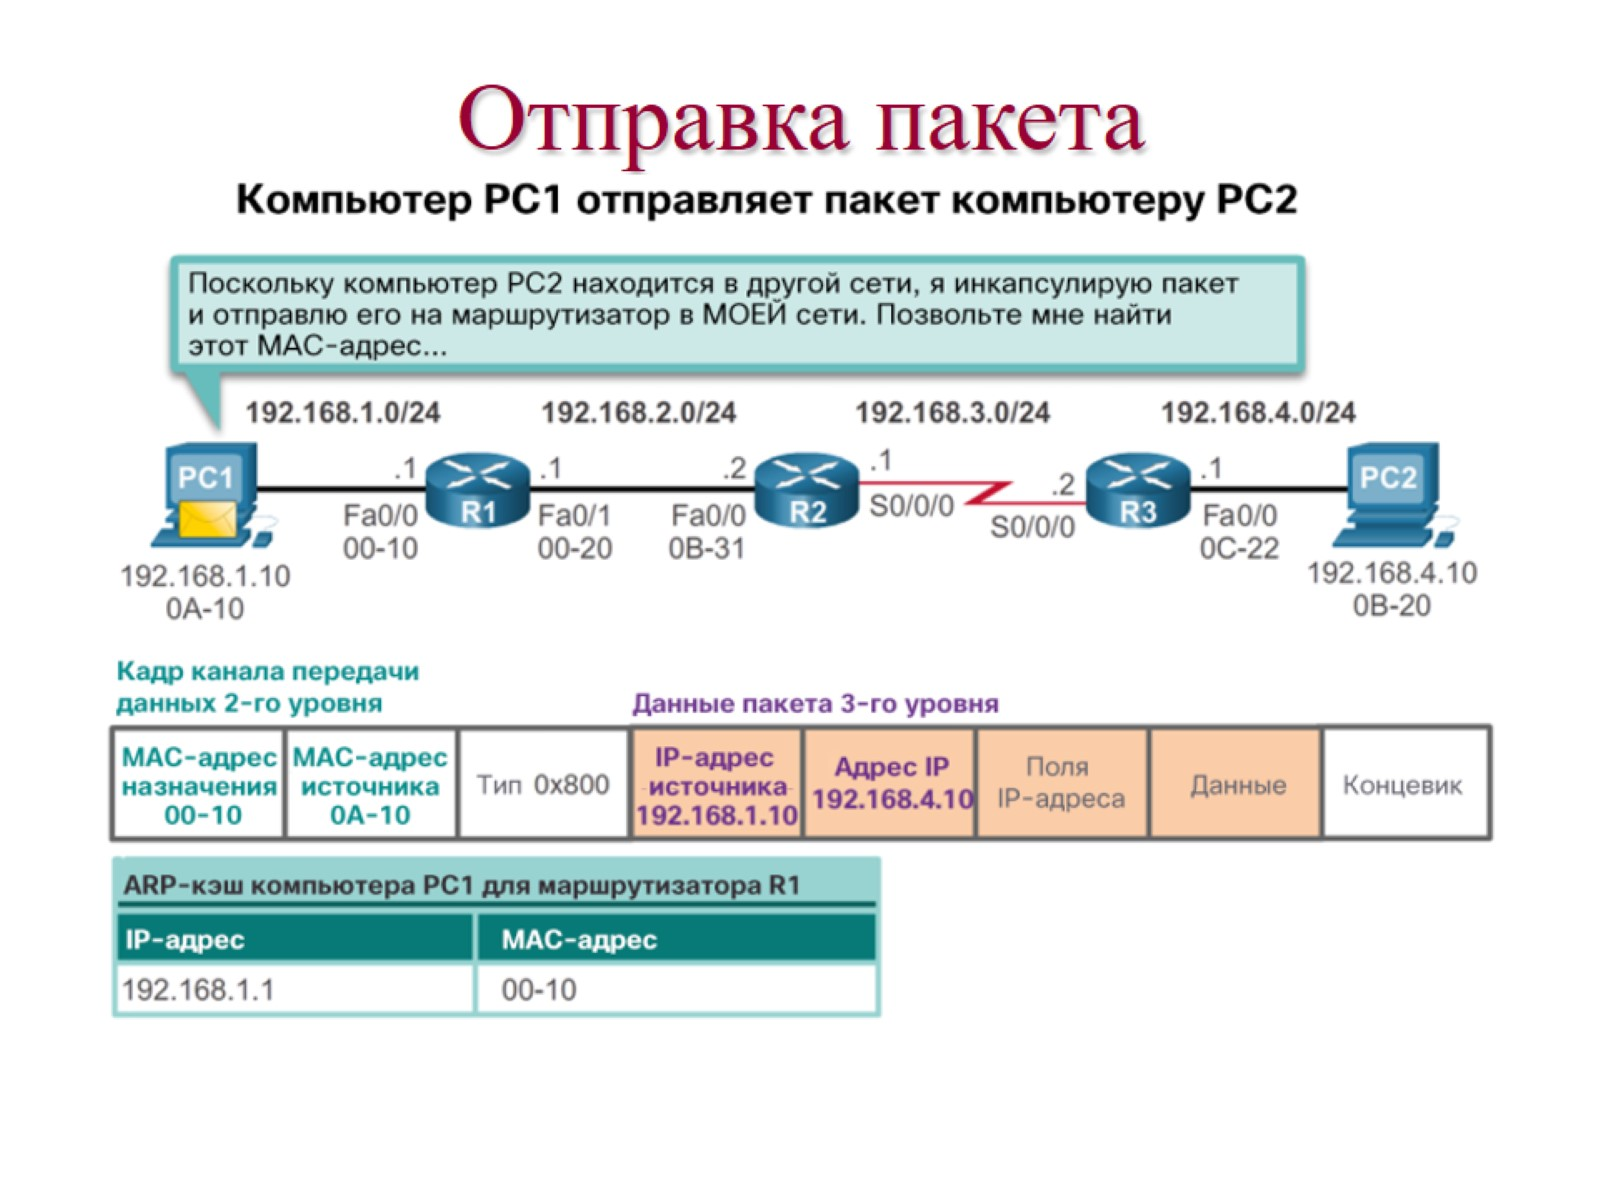 Отправка пакета
Компьютер PC1 отправляет пакет компьютеру PC2
Поскольку компьютер PC2 находится в другой сети, я инкапсулирую пакет
и отправлю его на маршрутизатор в МОЕЙ сети. Позвольте мне найти
этот MAC-адрес...
192.168.1.0/24
192.168.2.0/24
192.168.3.0/24
192.168.4.0/24
PC1
.1
R1
.1
.2
R2
.1
.2
R3
.1
PC2
Fa0/0
00-10
Fa0/1
00-20
Fa0/0
0B-31
S0/0/0
S0/0/0
Fa0/0
0C-22
192.168.1.10
0A-10
192.168.4.10
0B-20
Кадр канала передачи
данных 2-го уровня
Данные пакета 3-го уровня
MAC-адрес
назначения
00-10
MAC-адрес
источника
0A-10
Тип 0x800
IP-адрес
источника
192.168.1.10
Адрес IP
192.168.4.10
Поля
IP-адреса
Данные
Концевик
ARP-кэш компьютера PC1 для маршрутизатора R1
IP-адрес
MAC-адрес
192.168.1.1
00-10